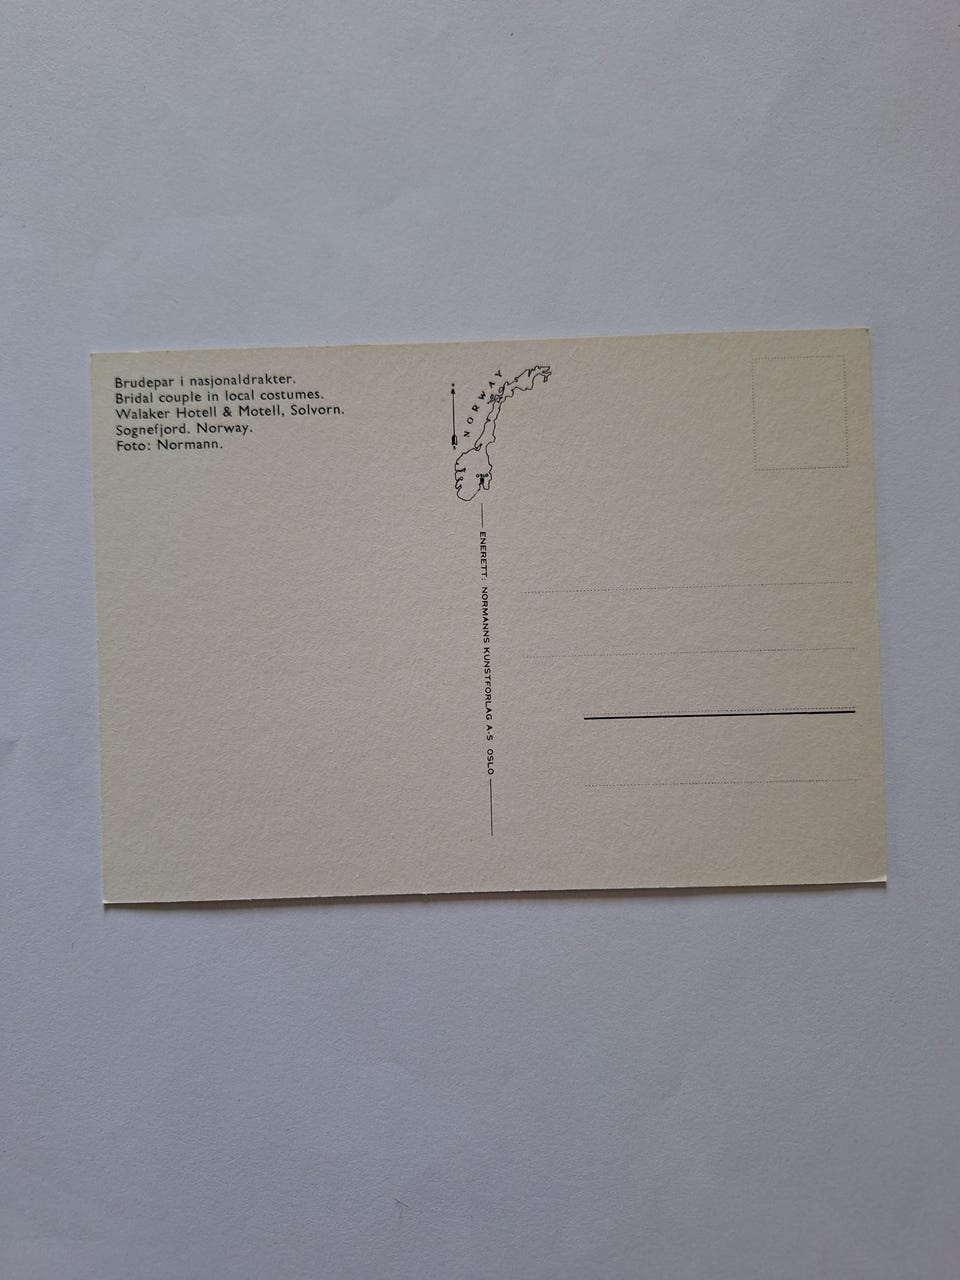 Brudepar i nasjonaldrakter.
Bridal couple in local costumes.
Walaker Hotell & Motell, Solvorn.
Sognefjord. Norway.
Foto: Normann.
NORWAY
OSLO
ENERETT: NORMANNS KUNSTFORLAG A-S OSLO